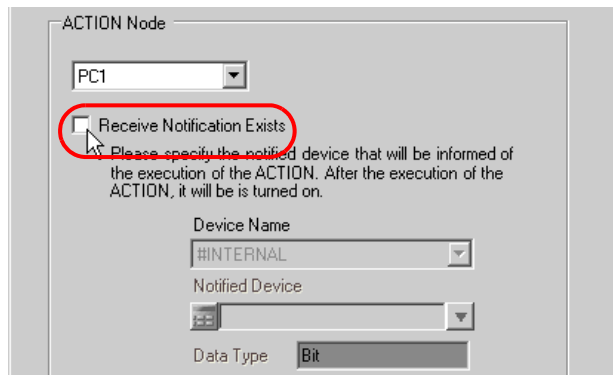 ACTION Node
PC1
Receive Notification Exists
Please specify the notified device that will be informed of
the execution of the ACTION. After the execution of the
ACTION, it will be is turned on.
Device Name
#INTERNAL
Notified Device
Data Type Bit